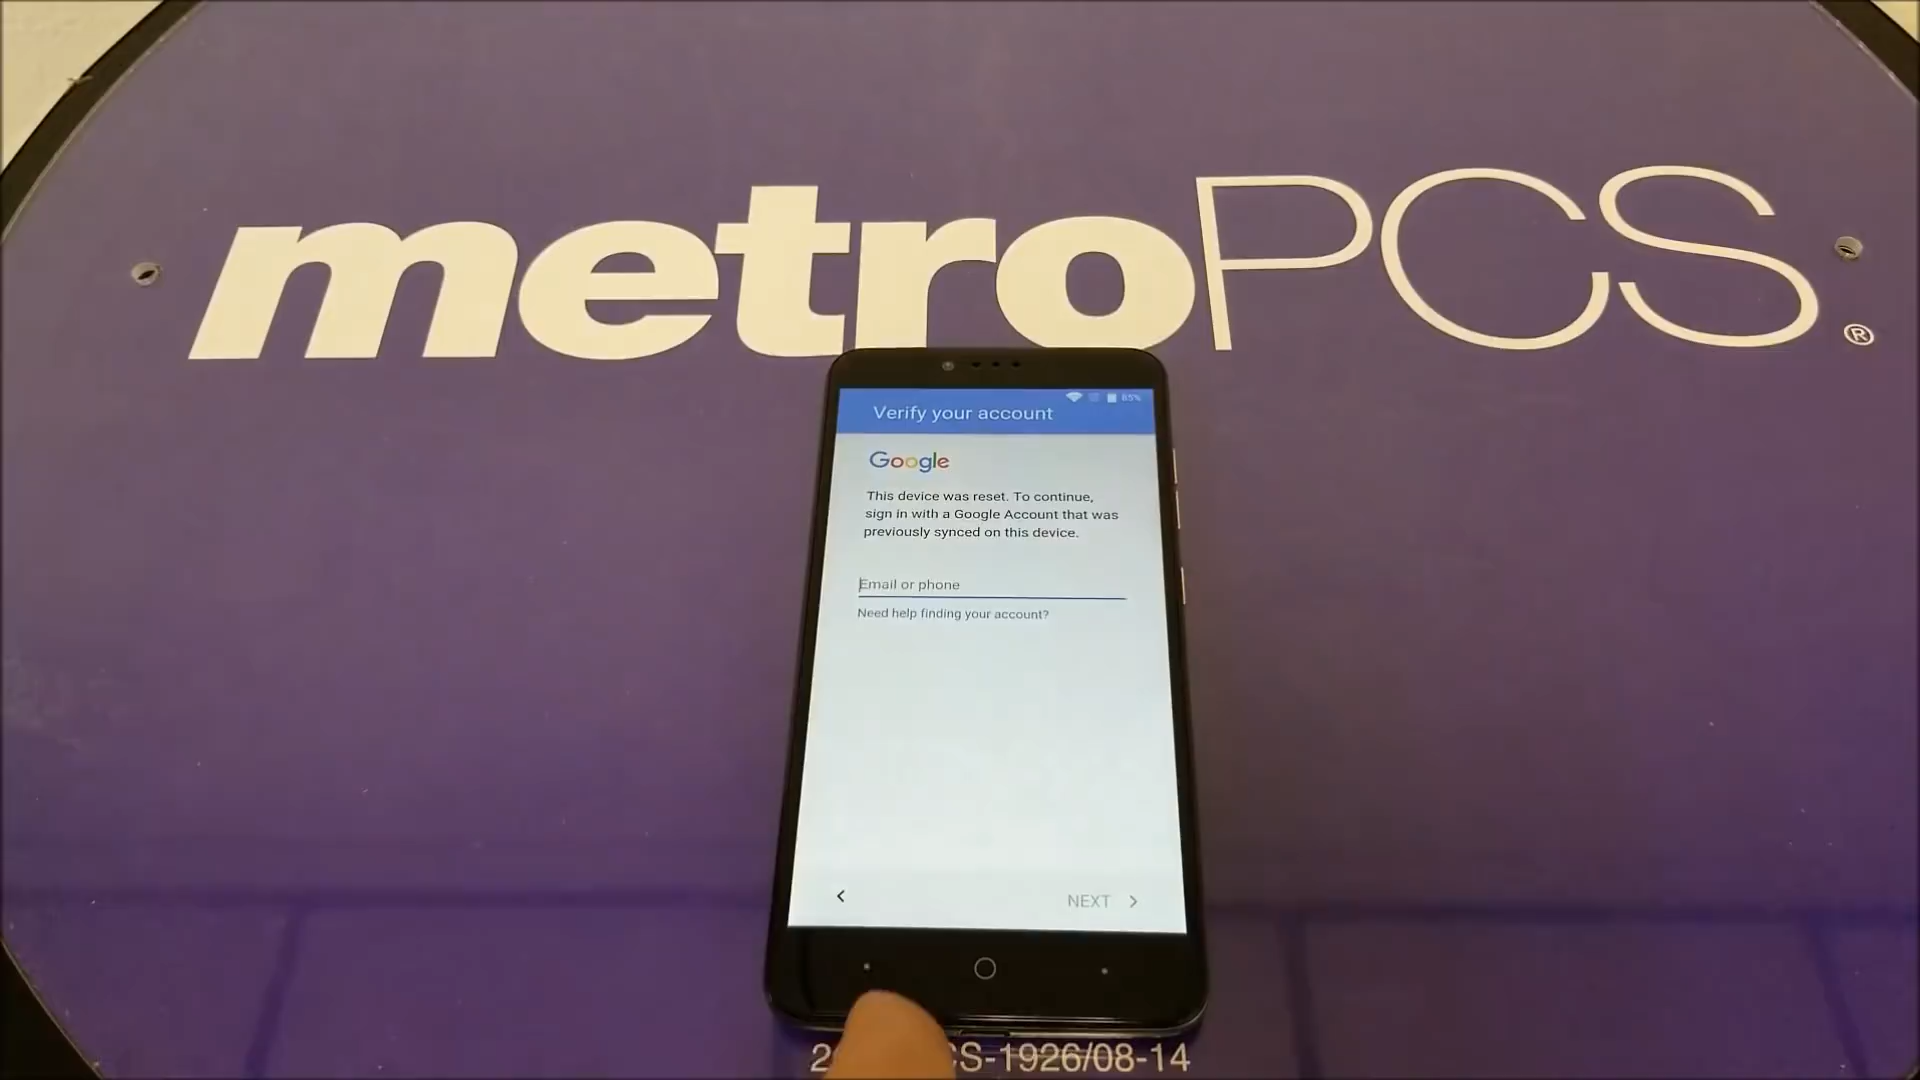 metroPCS®
85%
Verify your account
Google
This device was reset. To continue,
sign in with a Google Account that was
previously synced on this device.
Email or phone
Need help finding your account?
NEXT
S-1926/08-14